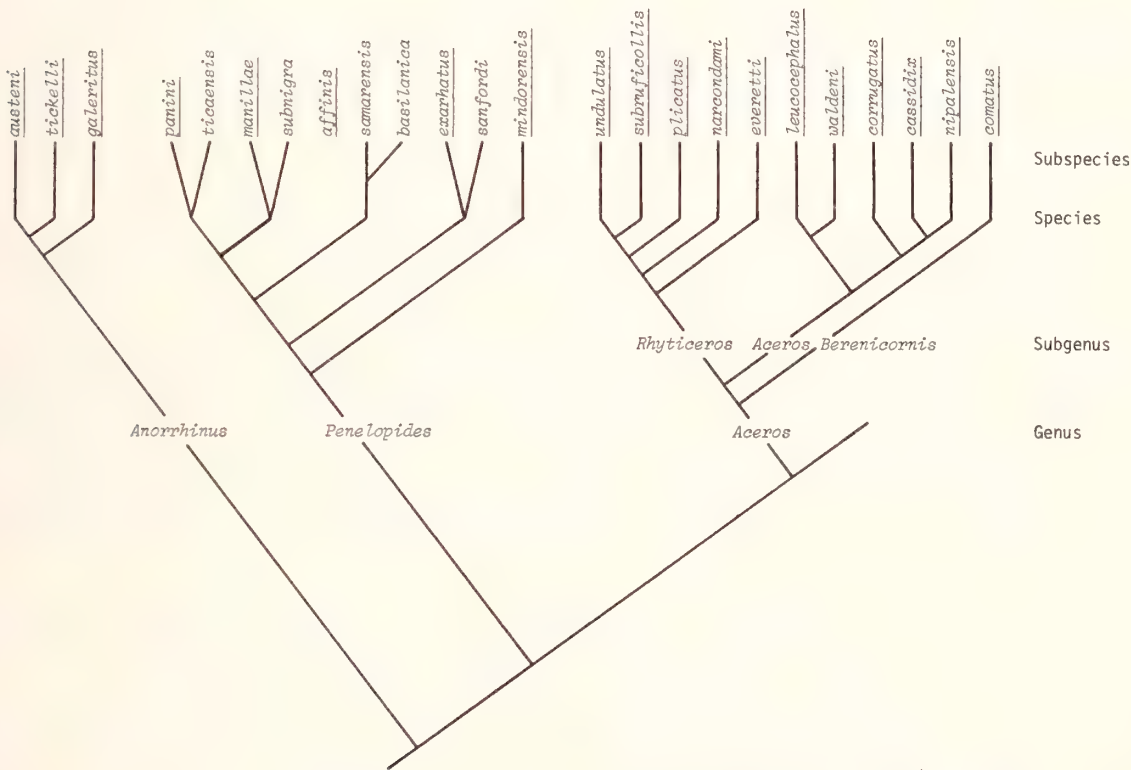 austeni
tickelli
galeritus
panini
ticaensis
manillae
subnigra
affinis
samarensis
basilanica
exarhatus
sanfordi
mindorensis
undulatus
subruficollis
plicatus
narcondami
everetti
leucocephalus
waldeni
corrugatus
cassidix
nipalensis
comatus
Subspecies
Species
Rhyticeros Aceros Berenicornis Subgenus
Anorrhinus Penelopides Aceros Genus